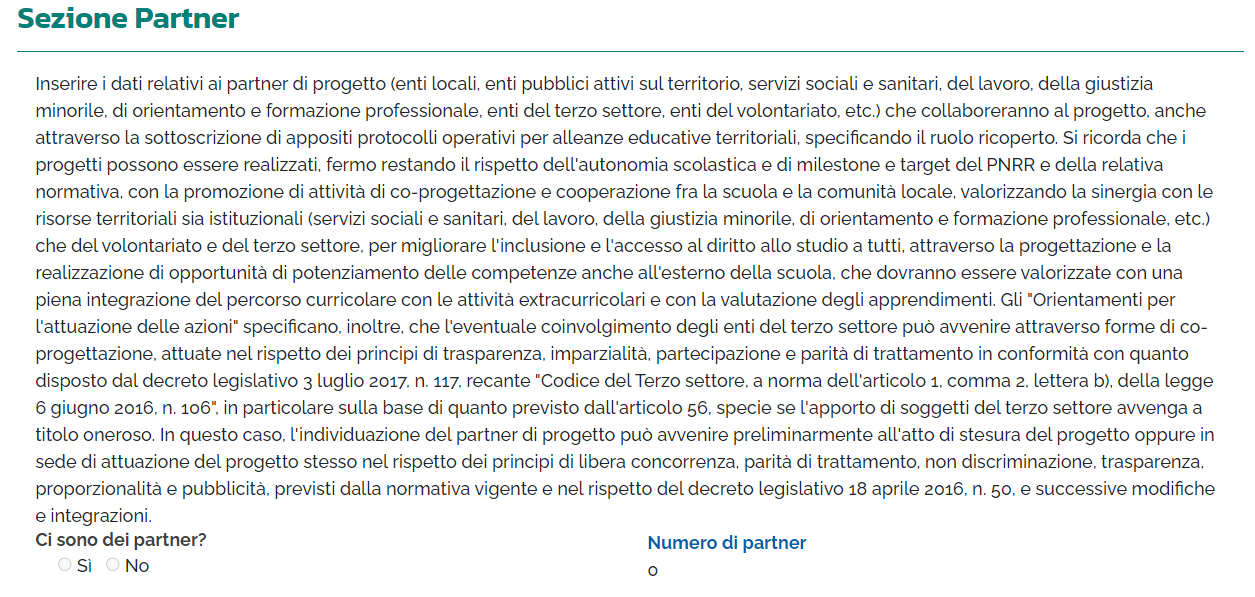 Sezione Partner
Inserire i dati relativi ai partner di progetto (enti locali, enti pubblici attivi sul territorio, servizi sociali e sanitari, del lavoro, della giustizia
minorile, di orientamento e formazione professionale, enti del terzo settore, enti del volontariato, etc.) che collaboreranno al progetto, anche
attraverso la sottoscrizione di appositi protocolli operativi per alleanze educative territoriali, specificando il ruolo ricoperto. Si ricorda che i
progetti possono essere realizzati, fermo restando il rispetto dell'autonomia scolastica e di milestone e target del PNRR e della relativa
normativa, con la promozione di attività di co-progettazione e cooperazione fra la scuola e la comunità locale, valorizzando la sinergia con le
risorse territoriali sia istituzionali (servizi sociali e sanitari, del lavoro, della giustizia minorile, di orientamento e formazione professionale, etc.)
che del volontariato e del terzo settore, per migliorare l'inclusione e l'accesso al diritto allo studio a tutti, attraverso la progettazione e la
realizzazione di opportunità di potenziamento delle competenze anche all'esterno della scuola, che dovranno essere valorizzate con una
piena integrazione del percorso curricolare con le attività extracurricolari e con la valutazione degli apprendimenti. Gli "Orientamenti per
l'attuazione delle azioni" specificano, inoltre, che l'eventuale coinvolgimento degli enti del terzo settore può avvenire attraverso forme di co-
progettazione, attuate nel rispetto dei principi di trasparenza, imparzialità, partecipazione e parità di trattamento in conformità con quanto
disposto dal decreto legislativo 3 luglio 2017, n. 117, recante "Codice del Terzo settore, a norma dell'articolo 1, comma 2, lettera b), della legge
6 giugno 2016, n. 106", in particolare sulla base di quanto previsto dall'articolo 56, specie se l'apporto di soggetti del terzo settore avvenga a
titolo oneroso. In questo caso, l'individuazione del partner di progetto può avvenire preliminarmente all'atto di stesura del progetto oppure in
sede di attuazione del progetto stesso nel rispetto dei principi di libera concorrenza, parità di trattamento, non discriminazione, trasparenza,
proporzionalità e pubblicità, previsti dalla normativa vigente e nel rispetto del decreto legislativo 18 aprile 2016, n. 50, e successive modifiche
e integrazioni.
Ci sono dei partner?
Sì No
Numero di partner
0